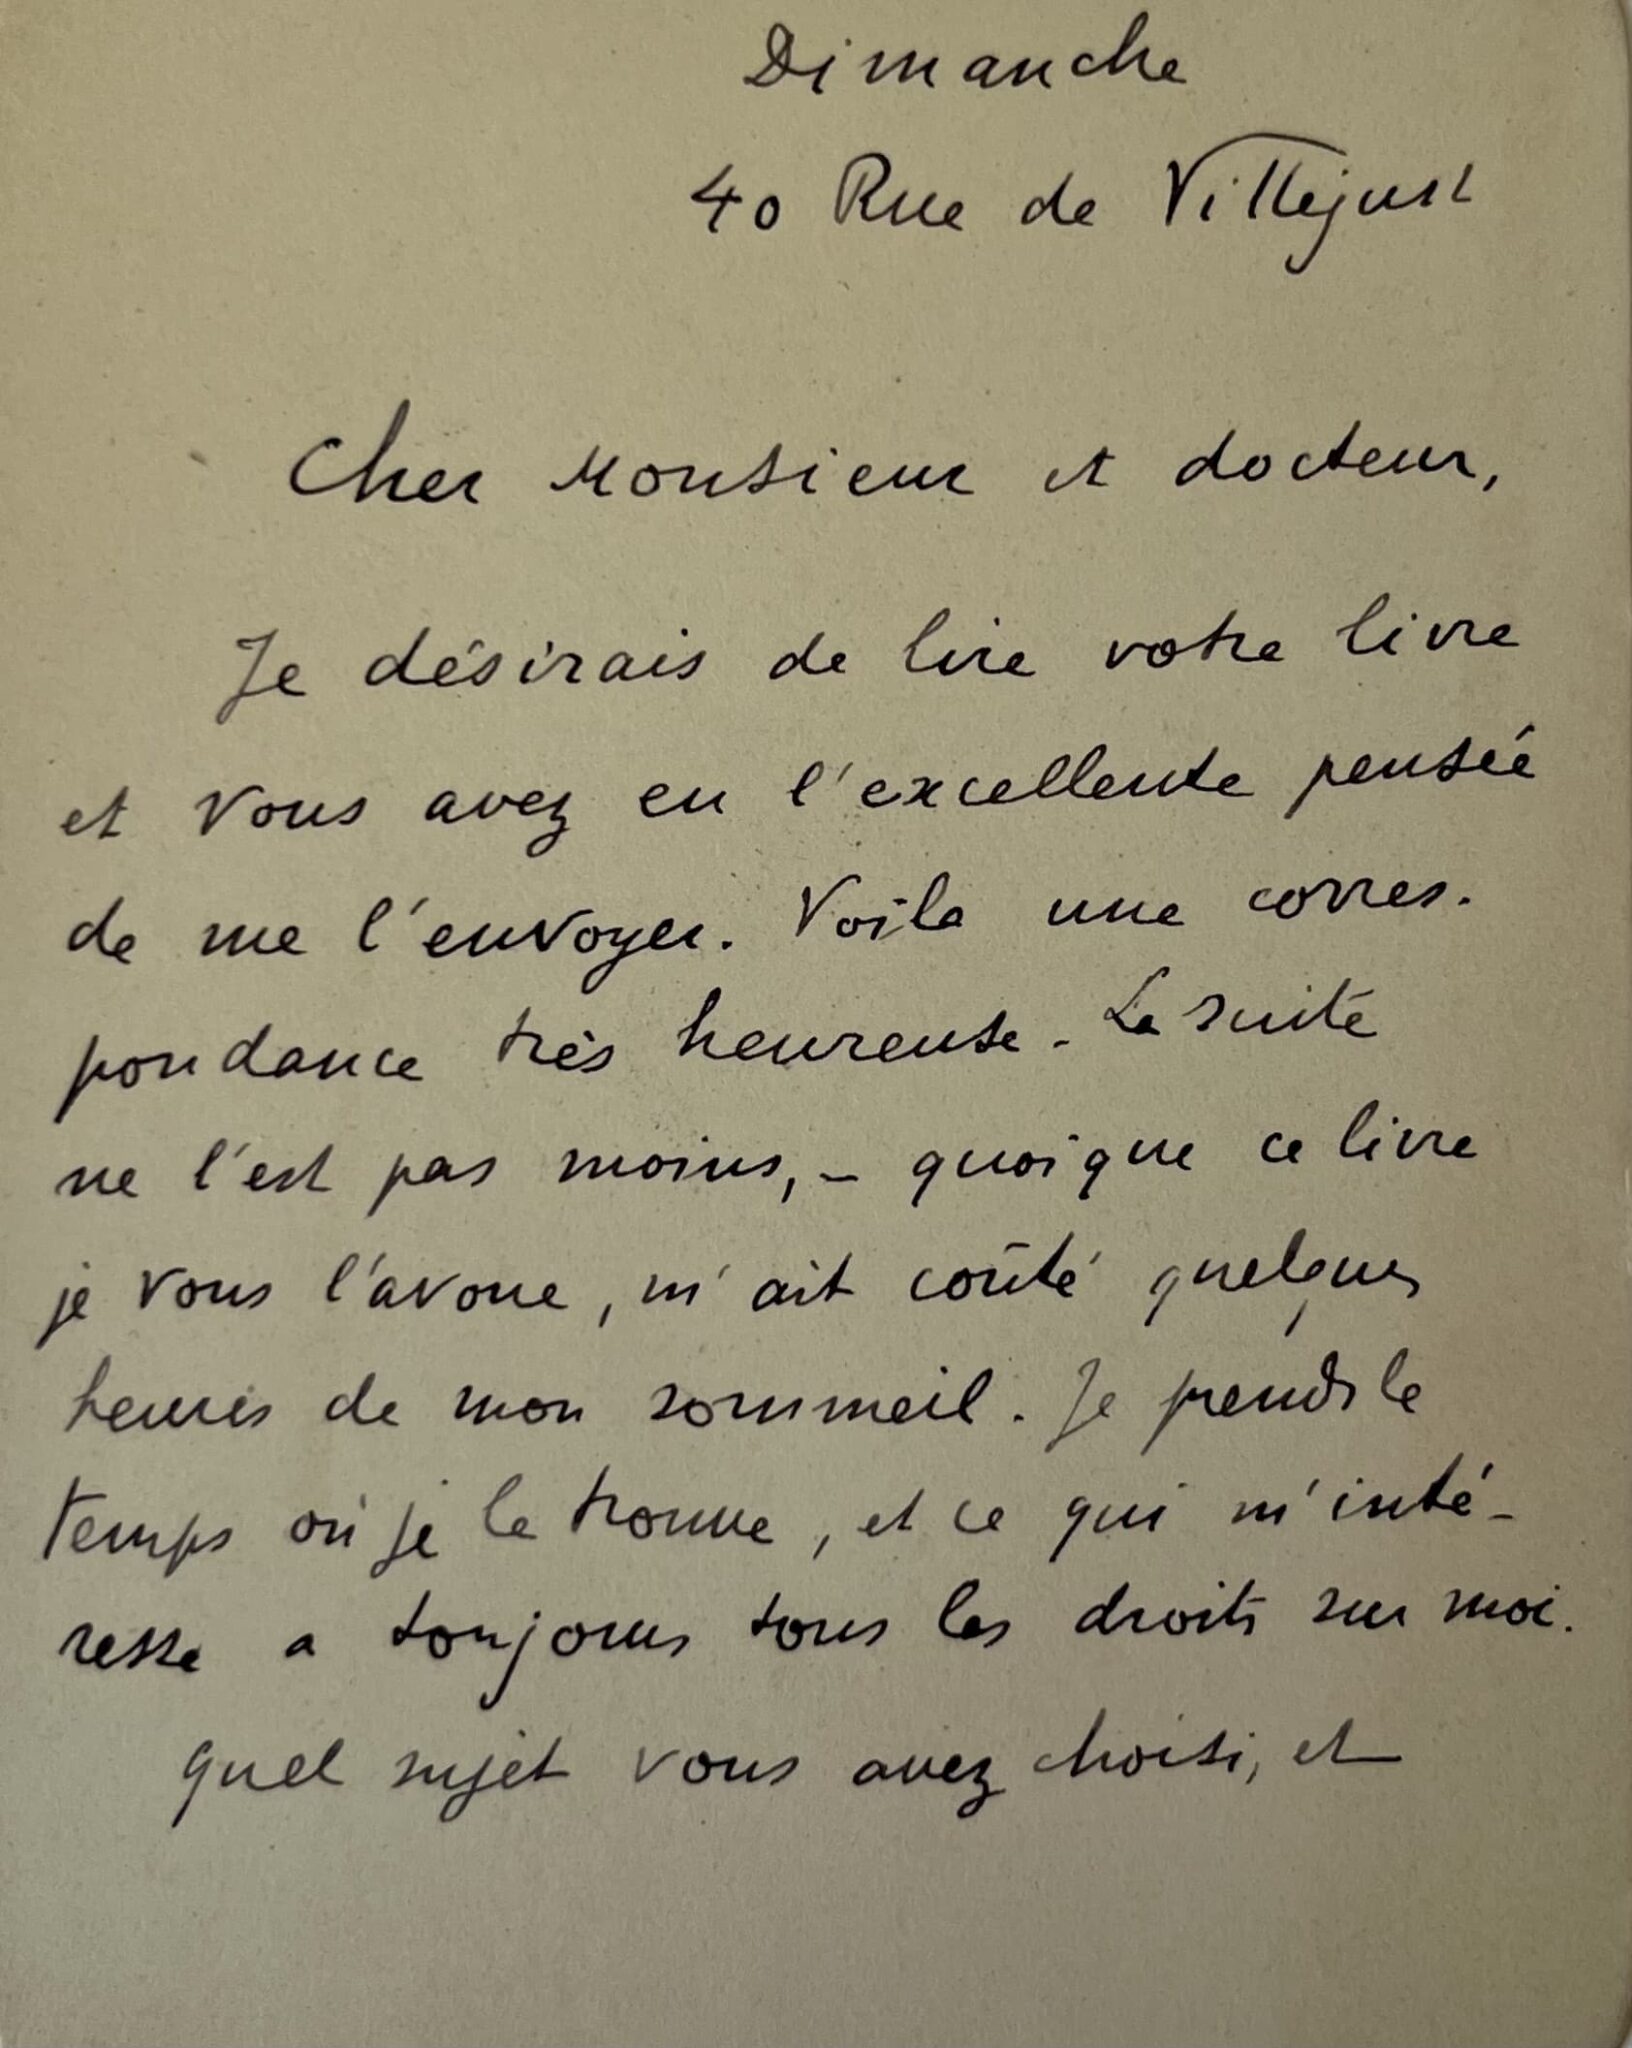 Dimanche
40 Rue de Villejust
Cher Monsieur et docteur,
Je désirais de lire votre livre
et vous avez eu l'excellente pensée
de me l'envoyer. Voila une corres-
pondance très heureuse. La suite
ne l'est pas moins, – quoique ce livre
je vous l'avoue, m'ait coûté quelques
heures de mon sommeil. Je prends le
temps où je le trouve, et ce qui m'inté-
resse a toujours tous les droits sur moi.
Quel sujet vous avez choisi, et